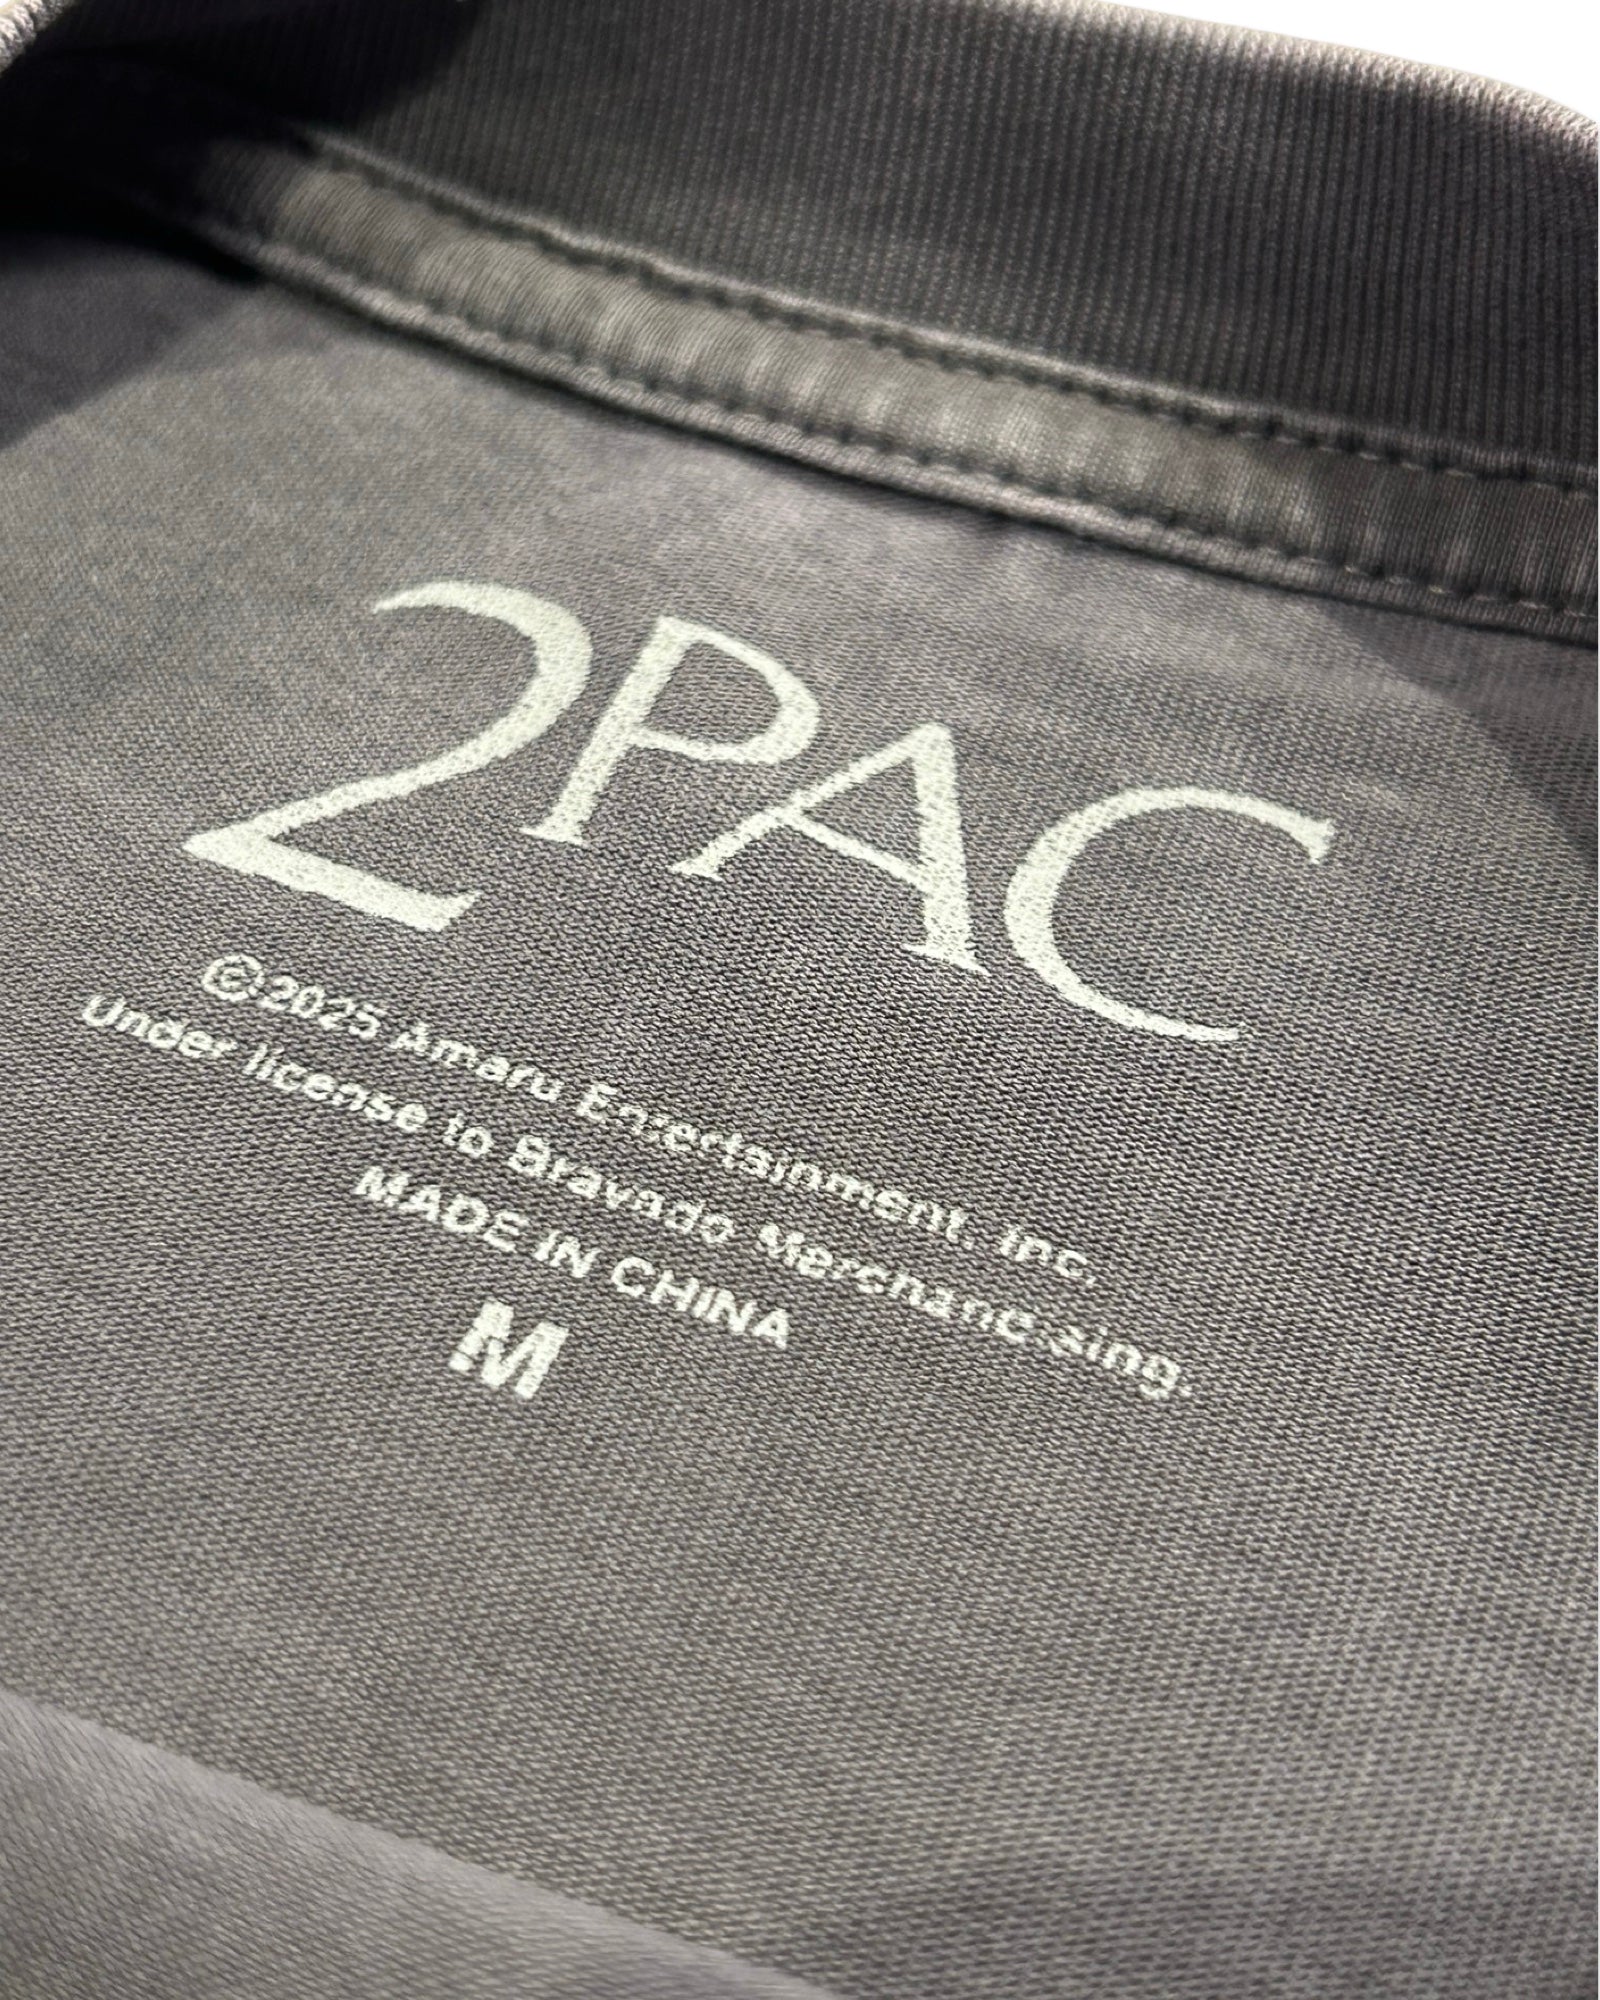 2PAC
©2025 Amaru Entertainment, Inc.
Under license to Bravado Merchandising.
MADE IN CHINA
M